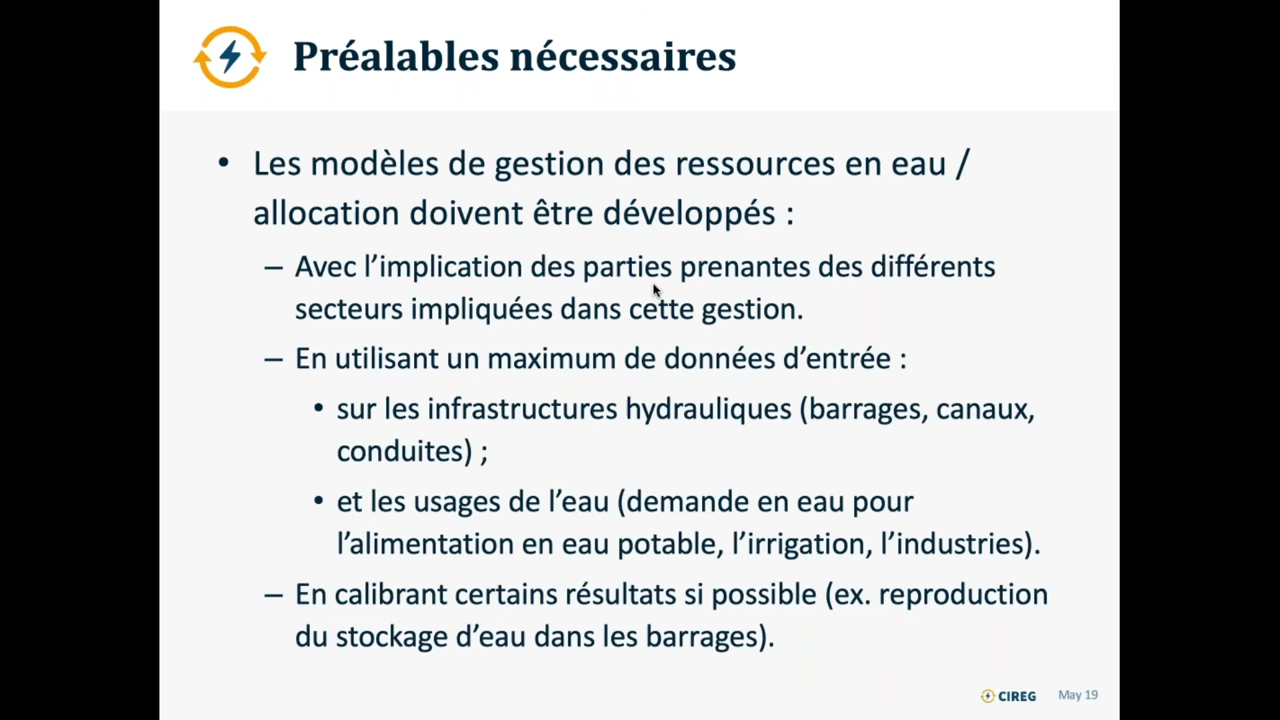 Préalables nécessaires
• Les modèles de gestion des ressources en eau /
allocation doivent être développés :
– Avec l’implication des parties prenantes des différents
secteurs impliquées dans cette gestion.
– En utilisant un maximum de données d’entrée :
• sur les infrastructures hydrauliques (barrages, canaux,
conduites) ;
• et les usages de l’eau (demande en eau pour
l’alimentation en eau potable, l’irrigation, l’industries).
– En calibrant certains résultats si possible (ex. reproduction
du stockage d’eau dans les barrages).
CIREG May 19